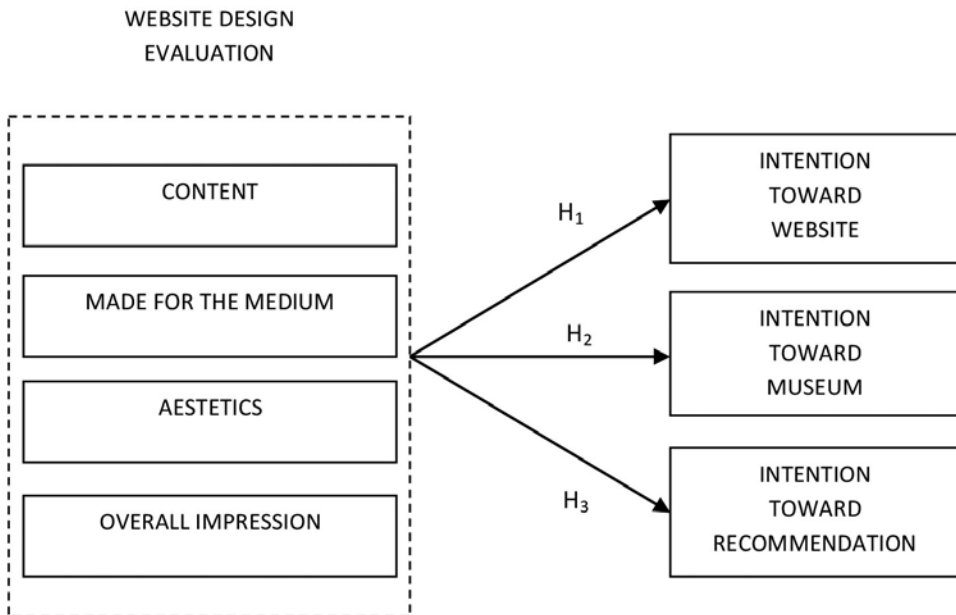 WEBSITE DESIGN
EVALUATION
CONTENT
MADE FOR THE MEDIUM
AESTETICS
OVERALL IMPRESSION
H₁
H₂
H₃
INTENTION
TOWARD
WEBSITE
INTENTION
TOWARD
MUSEUM
INTENTION
TOWARD
RECOMMENDATION